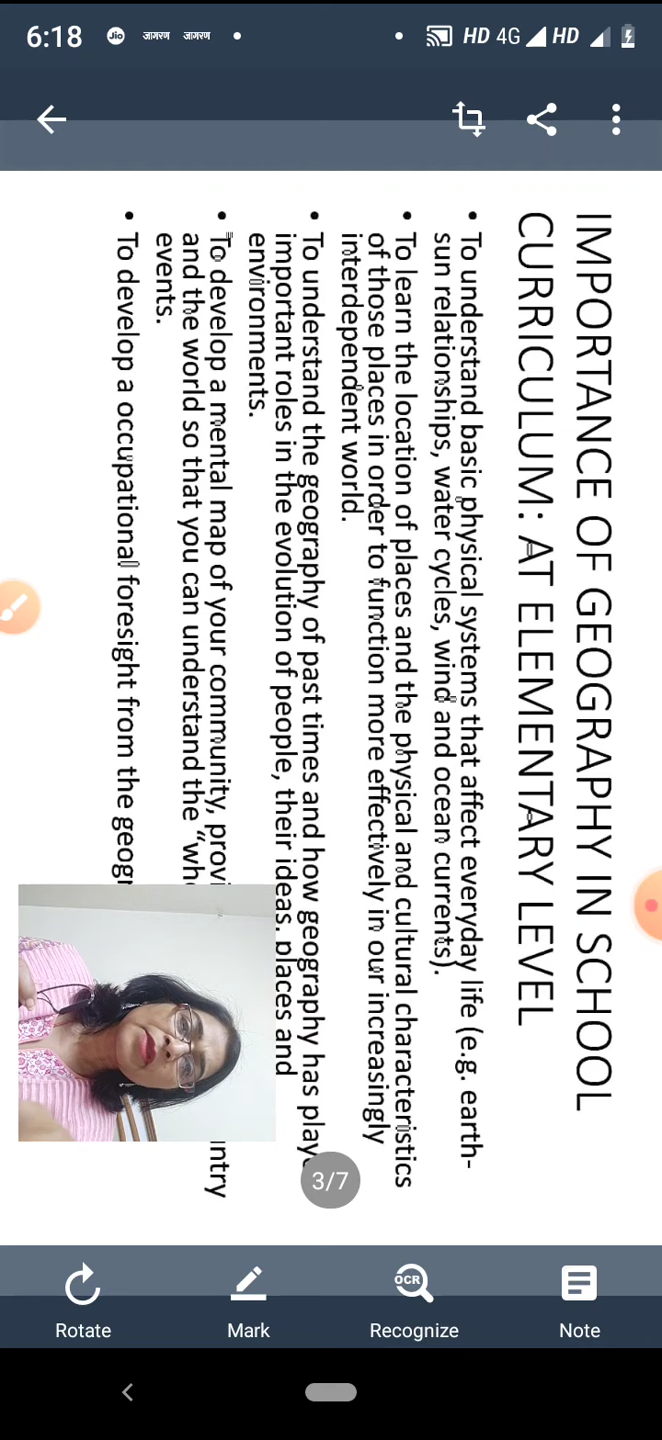 6:18 Jio जागरण जागरण HD 4G HD
IMPORTANCE OF GEOGRAPHY IN SCHOOL
CURRICULUM: AT ELEMENTARY LEVEL
• To understand basic physical systems that affect everyday life (e.g. earth-
sun relationships, water cycles, wind and ocean currents).
• To learn the location of places and the physical and cultural characteristics
of those places in order to function more effectively in our increasingly
interdependent world.
• To understand the geography of past times and how geography has play
important roles in the evolution of people, their ideas, places and
environments.
• To develop a mental map of your community, provi ntry
and the world so that you can understand the “whe
events.
• To develop a occupational foresight from the geogr
3/7
Rotate Mark OCR Recognize Note